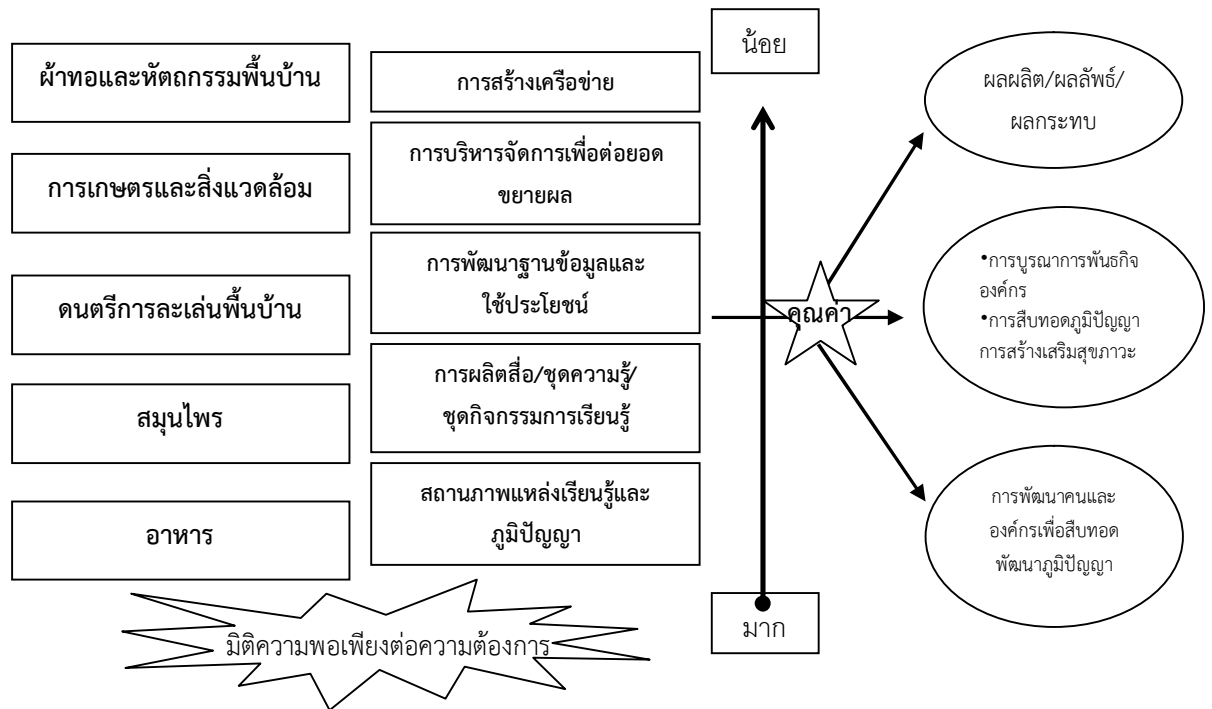 ผ้าทอและหัตถกรรมพื้นบ้าน
การเกษตรและสิ่งแวดล้อม
ดนตรีการละเล่นพื้นบ้าน
สมุนไพร
อาหาร
การสร้างเครือข่าย
การบริหารจัดการเพื่อต่อยอด
ขยายผล
การพัฒนาฐานข้อมูลและ
ใช้ประโยชน์
การผลิตสื่อ/ชุดความรู้/
ชุดกิจกรรมการเรียนรู้
สถานภาพแหล่งเรียนรู้และ
ภูมิปัญญา
มิติความพอเพียงต่อความต้องการ
น้อย
มาก
คุณค่า
ผลผลิต/ผลลัพธ์/
ผลกระทบ
•การบูรณาการพันธกิจ
องค์กร
•การสืบทอดภูมิปัญญา
การสร้างเสริมสุขภาวะ
การพัฒนาคนและ
องค์กรเพื่อสืบทอด
พัฒนาภูมิปัญญา